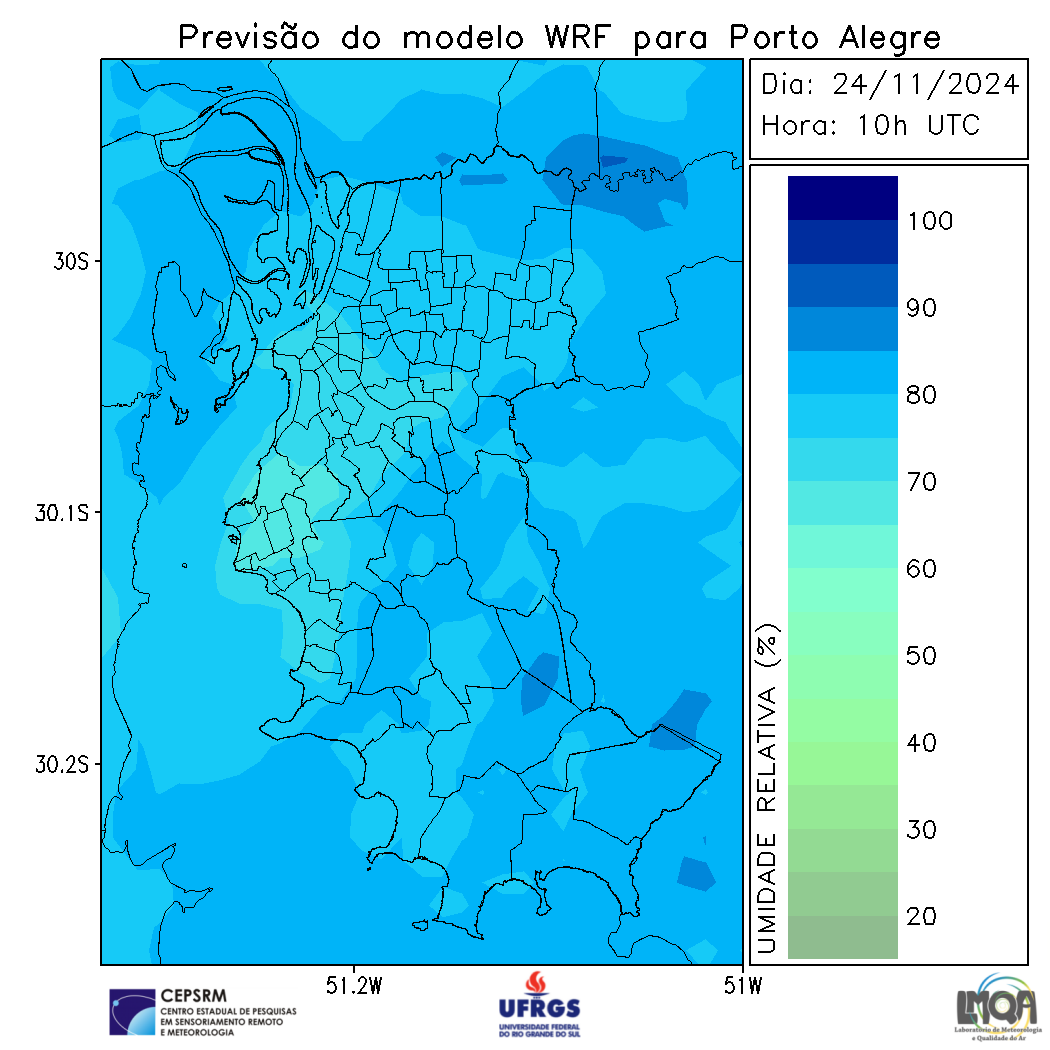 Previsão do modelo WRF para Porto Alegre
Dia: 24/11/2024
Hora: 10h UTC
30S
30.1S
30.2S
51.2W
51W
100
90
80
70
60
50
40
30
20
UMIDADE RELATIVA (%)
CEPSRM
CENTRO ESTADUAL DE PESQUISAS
EM SENSORIAMENTO REMOTO
E METEOROLOGIA
UFRGS
UNIVERSIDADE FEDERAL
DO RIO GRANDE DO SUL
LMQA
Laboratório de Meteorologia
e Qualidade do Ar